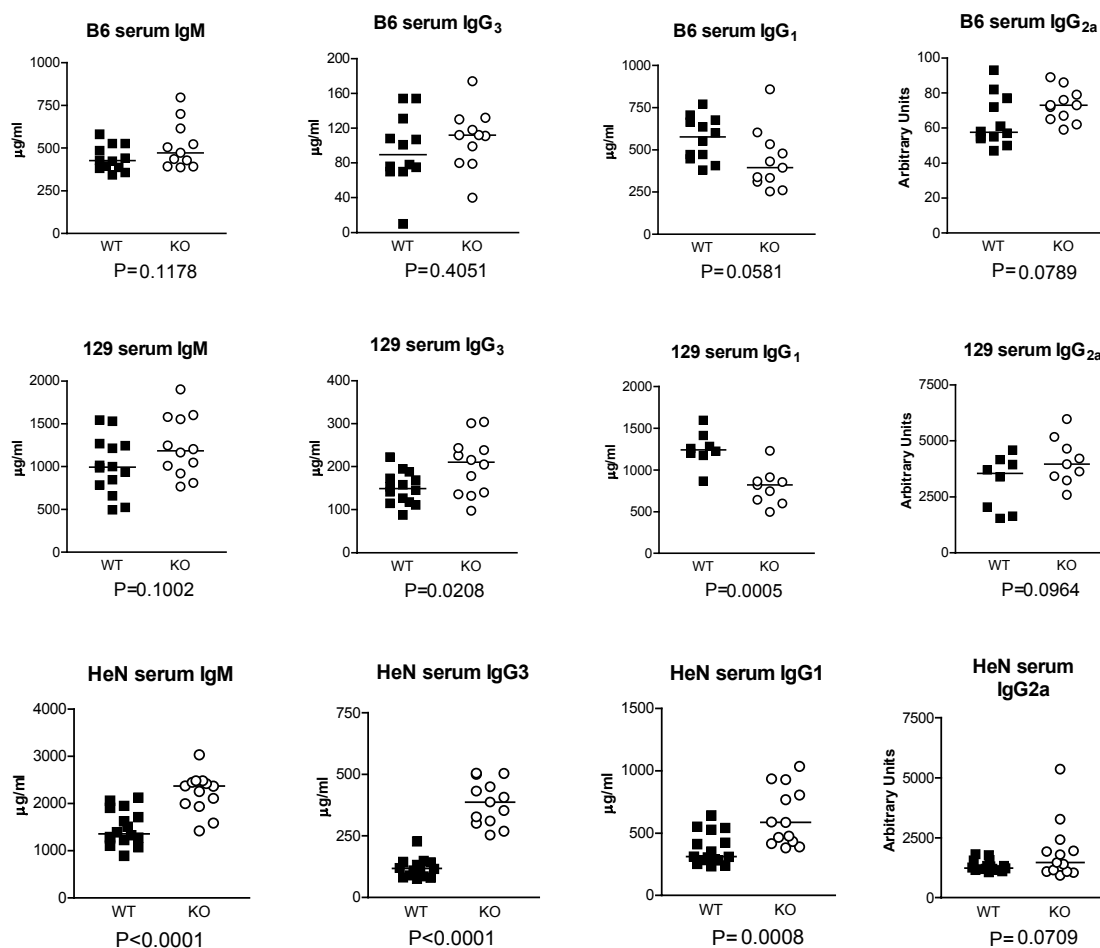 B6 serum IgM
µg/ml
1000
750
500
250
0
WT KO
P=0.1178
B6 serum IgG3
µg/ml
200
160
120
80
40
0
WT KO
P=0.4051
B6 serum IgG1
µg/ml
1000
750
500
250
0
WT KO
P=0.0581
B6 serum IgG2a
Arbitrary Units
100
80
60
40
20
0
WT KO
P=0.0789
129 serum IgM
µg/ml
2000
1500
1000
500
0
WT KO
P=0.1002
129 serum IgG3
µg/ml
400
300
200
100
0
WT KO
P=0.0208
129 serum IgG1
µg/ml
2000
1500
1000
500
0
WT KO
P=0.0005
129 serum IgG2a
Arbitrary Units
7500
5000
2500
0
WT KO
P=0.0964
HeN serum IgM
µg/ml
4000
3000
2000
1000
0
WT KO
P<0.0001
HeN serum IgG3
µg/ml
750
500
250
0
WT KO
P<0.0001
HeN serum IgG1
µg/ml
1500
1000
500
0
WT KO
P=0.0008
HeN serum
IgG2a
Arbitrary Units
7500
5000
2500
0
WT KO
P=0.0709